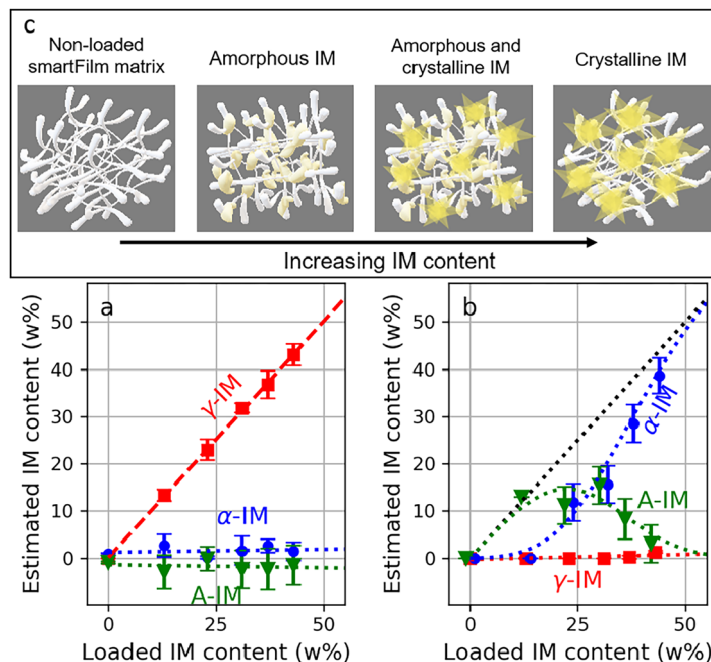 c
Non-loaded
smartFilm matrix
Amorphous IM
Amorphous and
crystalline IM
Crystalline IM
Increasing IM content
a
Estimated IM content (w%)
50
40
30
20
10
0
γ-IM
α-IM
A-IM
0
25
50
Loaded IM content (w%)
b
Estimated IM content (w%)
50
40
30
20
10
0
α-IM
A-IM
γ-IM
0
25
50
Loaded IM content (w%)